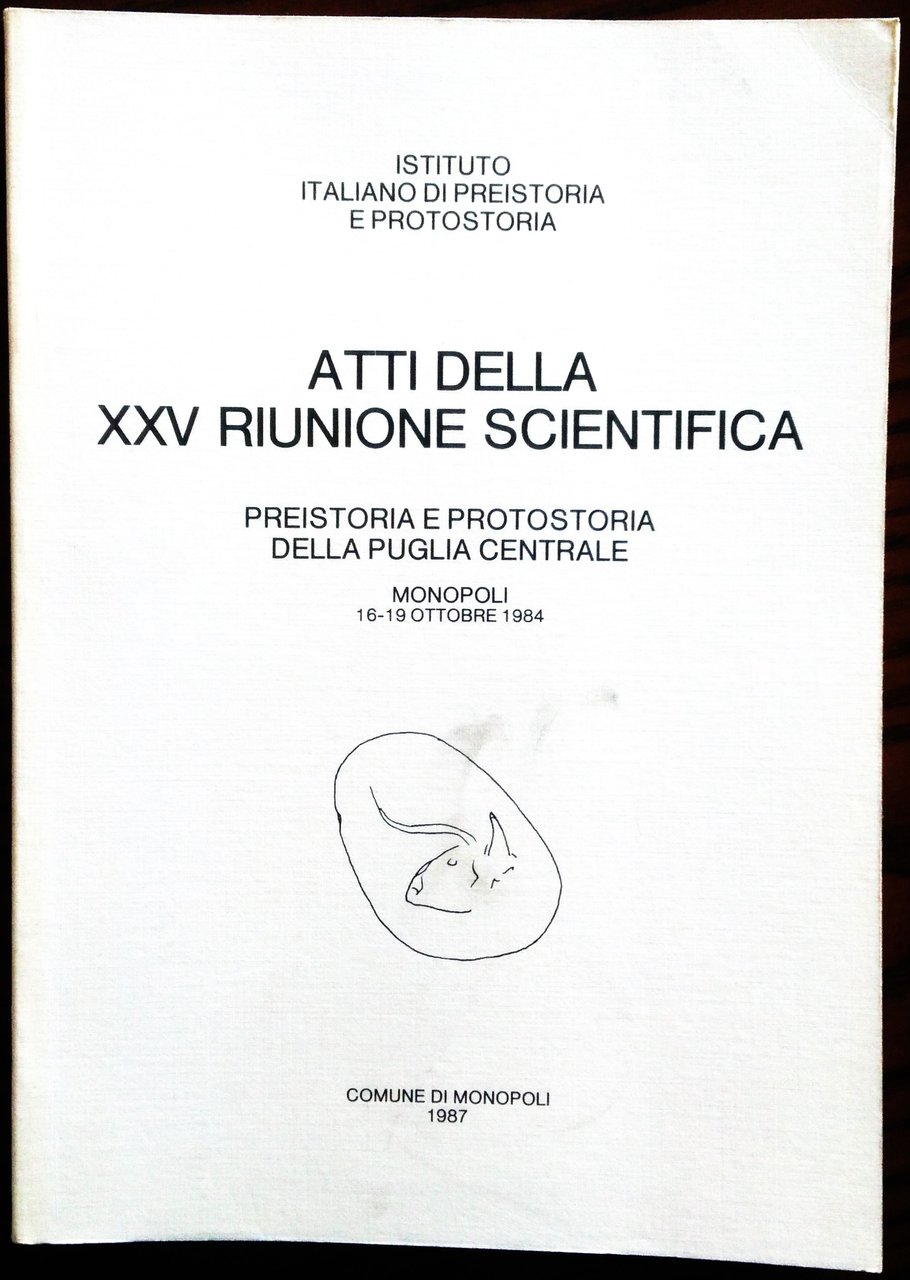 ISTITUTO
ITALIANO DI PREISTORIA
E PROTOSTORIA
ATTI DELLA
XXV RIUNIONE SCIENTIFICA
PREISTORIA E PROTOSTORIA
DELLA PUGLIA CENTRALE
MONOPOLI
16-19 OTTOBRE 1984
COMUNE DI MONOPOLI
1987